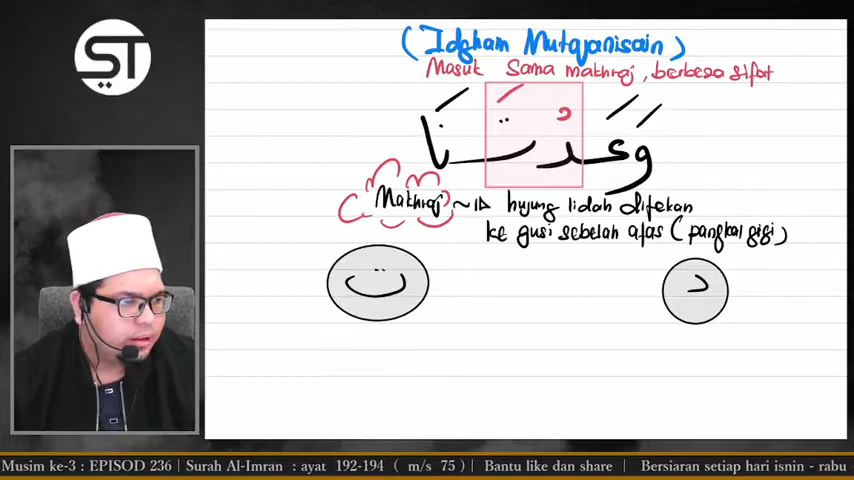 ST
(Idgham Mutqanisain)
Masuk Sama makhraj, berbeza sifat
وَعَدْتَنَا
Makhraj ~ hujung lidah ditekan
ke gusi sebelah atas (pangkal gigi)
ت د
Musim ke-3 : EPISOD 236 | Surah Al-Imran : ayat 192-194 ( m/s 75) | Bantu like dan share | Bersiaran setiap hari isnin - rabu